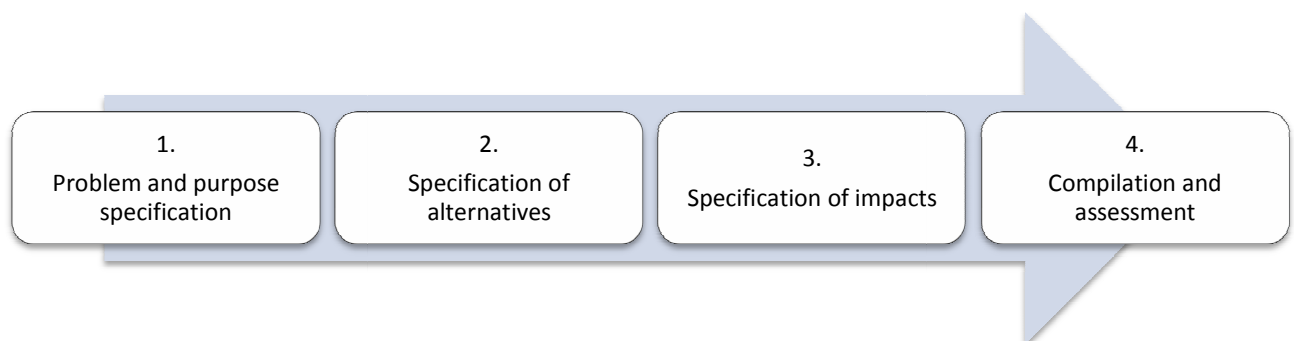 1.
Problem and purpose
specification
2.
Specification of
alternatives
3.
Specification of impacts
4.
Compilation and
assessment